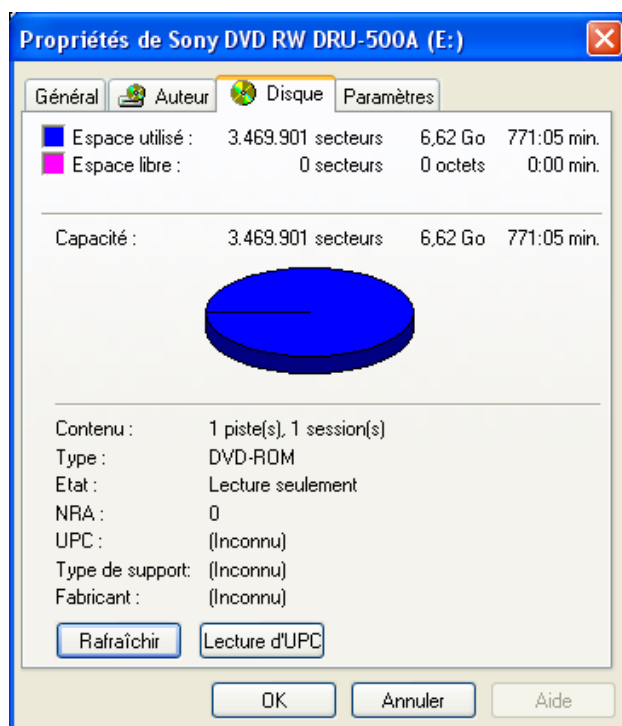 Propriétés de Sony DVD RW DRU-500A (E:)
Général Auteur Disque Paramètres
Espace utilisé : 3.469.901 secteurs 6,62 Go 771:05 min.
Espace libre : 0 secteurs 0 octets 0:00 min.
Capacité : 3.469.901 secteurs 6,62 Go 771:05 min.
Contenu : 1 piste(s), 1 session(s)
Type : DVD-ROM
Etat : Lecture seulement
NRA : 0
UPC : (Inconnu)
Type de support: (Inconnu)
Fabricant : (Inconnu)
Rafraîchir Lecture d'UPC
OK Annuler Aide